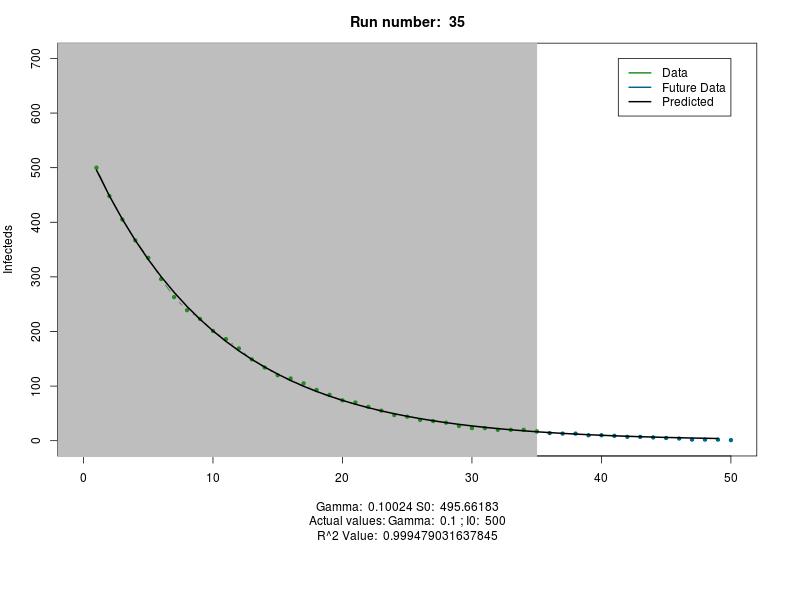 Run number: 35
700
600
500
400
300
200
100
0
Infecteds
Data
Future Data
Predicted
0 10 20 30 40 50
Gamma: 0.10024 S0: 495.66183
Actual values: Gamma: 0.1 ; I0: 500
R^2 Value: 0.999479031637845